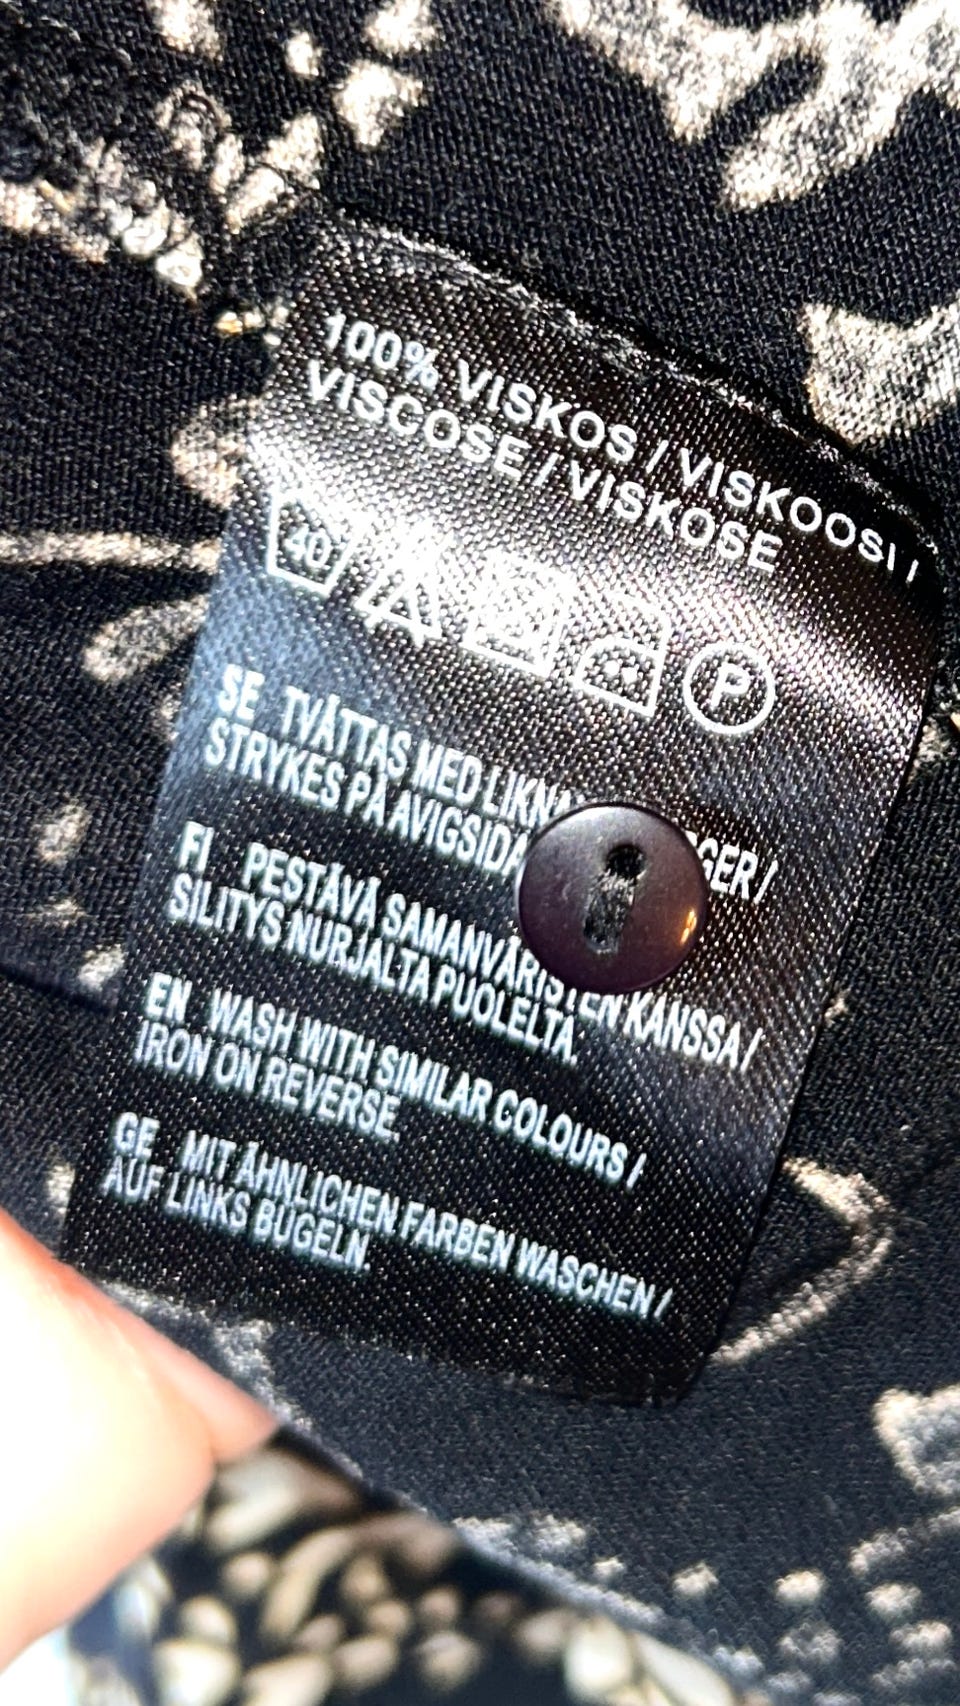 100% VISKOS / VISKOOSI /
VISCOSE / VISKOSE
40
P
SE TVÄTTAS MED
STRYKES PÅ AVIGSIDA
FI PESTÄVÄ SAMANVÄRISTEN KANSSA /
SILITYS NURJALTA PUOLELTA.
EN WASH WITH SIMILAR COLOURS /
IRON ON REVERSE.
GE MIT ÄHNLICHEN FARBEN WASCHEN /
AUF LINKS BÜGELN.